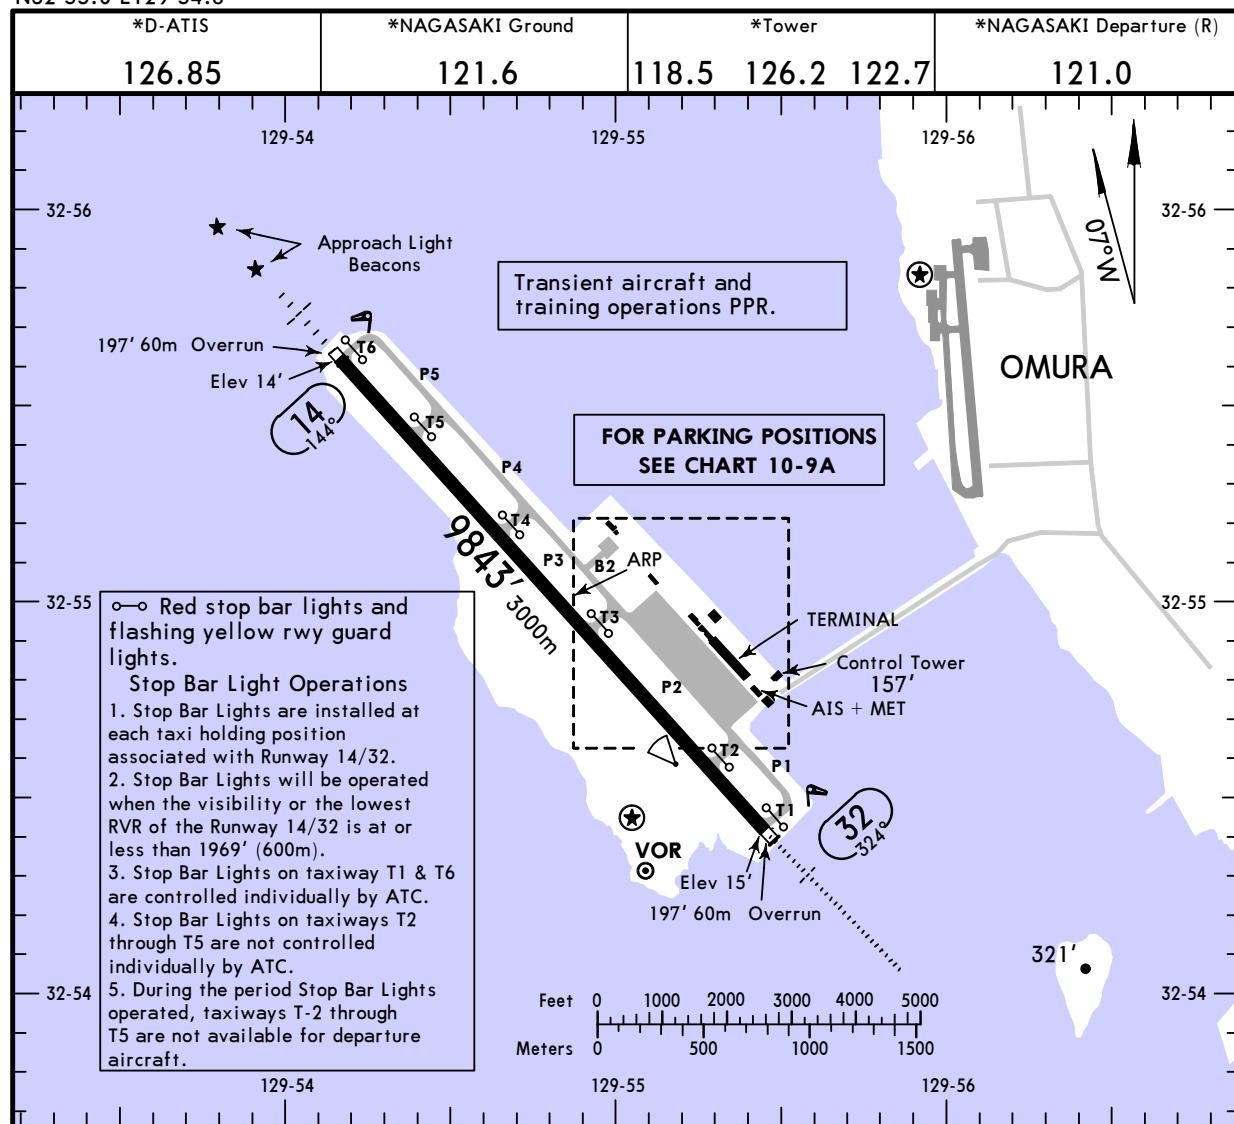 *D-ATIS
*NAGASAKI Ground
*Tower
*NAGASAKI Departure (R)
126.85
121.6
118.5 126.2 122.7
121.0
129-54
129-55
129-56
32-56
32-56
Approach Light
Beacons
Transient aircraft and
training operations PPR.
07°W
OMURA
197' 60m Overrun
Elev 14'
T6
P5
14
144°
T5
FOR PARKING POSITIONS
SEE CHART 10-9A
P4
T4
9843'
3000m
P3
B2
ARP
32-55
32-55
T3
TERMINAL
Control Tower
157'
AIS + MET
P2
T2
P1
T1
32
324°
VOR
Elev 15'
197' 60m Overrun
321'
Red stop bar lights and
flashing yellow rwy guard
lights.
Stop Bar Light Operations
1. Stop Bar Lights are installed at
each taxi holding position
associated with Runway 14/32.
2. Stop Bar Lights will be operated
when the visibility or the lowest
RVR of the Runway 14/32 is at or
less than 1969' (600m).
3. Stop Bar Lights on taxiway T1 & T6
are controlled individually by ATC.
4. Stop Bar Lights on taxiways T2
through T5 are not controlled
individually by ATC.
5. During the period Stop Bar Lights
operated, taxiways T-2 through
T5 are not available for departure
aircraft.
32-54
32-54
Feet 0 1000 2000 3000 4000 5000
Meters 0 500 1000 1500
129-54
129-55
129-56